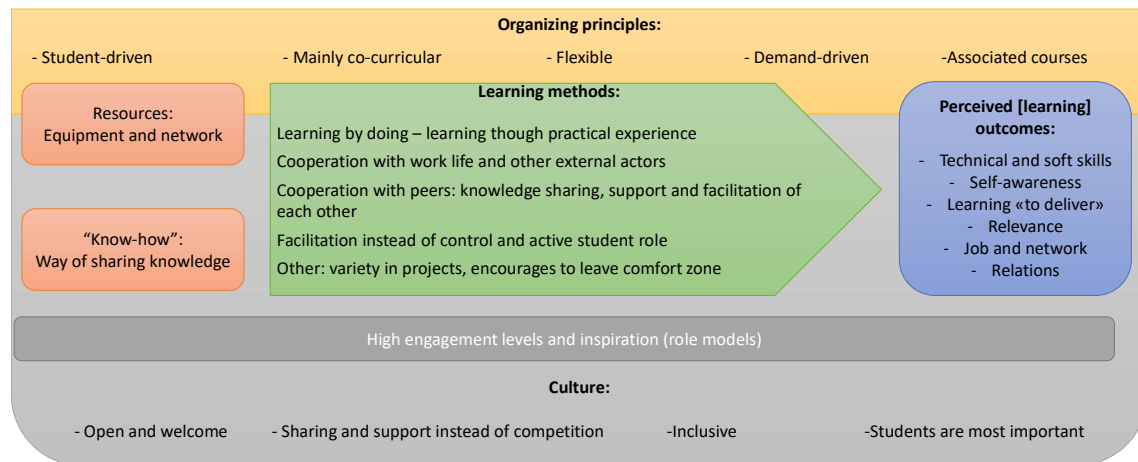 Organizing principles:
- Student-driven
- Mainly co-curricular
- Flexible
- Demand-driven
-Associated courses
Resources:
Equipment and network
“Know-how”:
Way of sharing knowledge
Learning methods:
Learning by doing – learning though practical experience
Cooperation with work life and other external actors
Cooperation with peers: knowledge sharing, support and facilitation of
each other
Facilitation instead of control and active student role
Other: variety in projects, encourages to leave comfort zone
Perceived [learning]
outcomes:
- Technical and soft skills
- Self-awareness
- Learning «to deliver»
- Relevance
- Job and network
- Relations
High engagement levels and inspiration (role models)
Culture:
- Open and welcome
- Sharing and support instead of competition
-Inclusive
-Students are most important